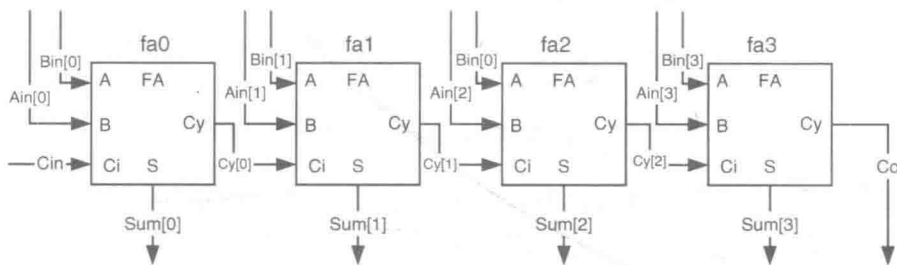 fa0
fa1
fa2
fa3
Bin[0]
Bin[1]
Bin[0]
Bin[3]
A FA
A FA
A FA
A FA
Ain[0]
Ain[1]
Ain[2]
Ain[3]
B
Cy
B
Cy
B
Cy
B
Cy
Cin
Ci S
Cy[0]
Ci S
Cy[1]
Ci S
Cy[2]
Ci S
Co
Sum[0]
Sum[1]
Sum[2]
Sum[3]